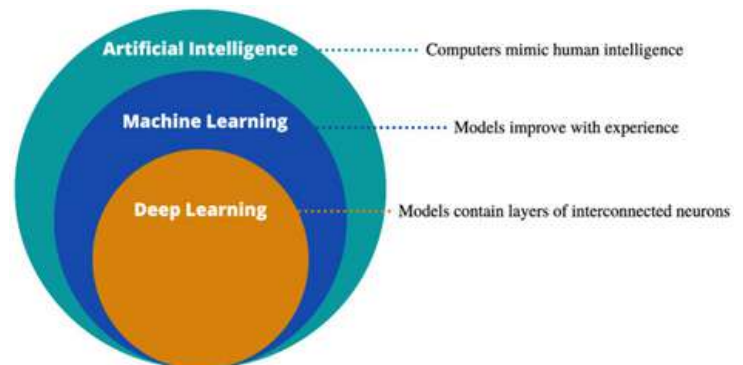 Artificial Intelligence
Computers mimic human intelligence
Machine Learning
Models improve with experience
Deep Learning
Models contain layers of interconnected neurons